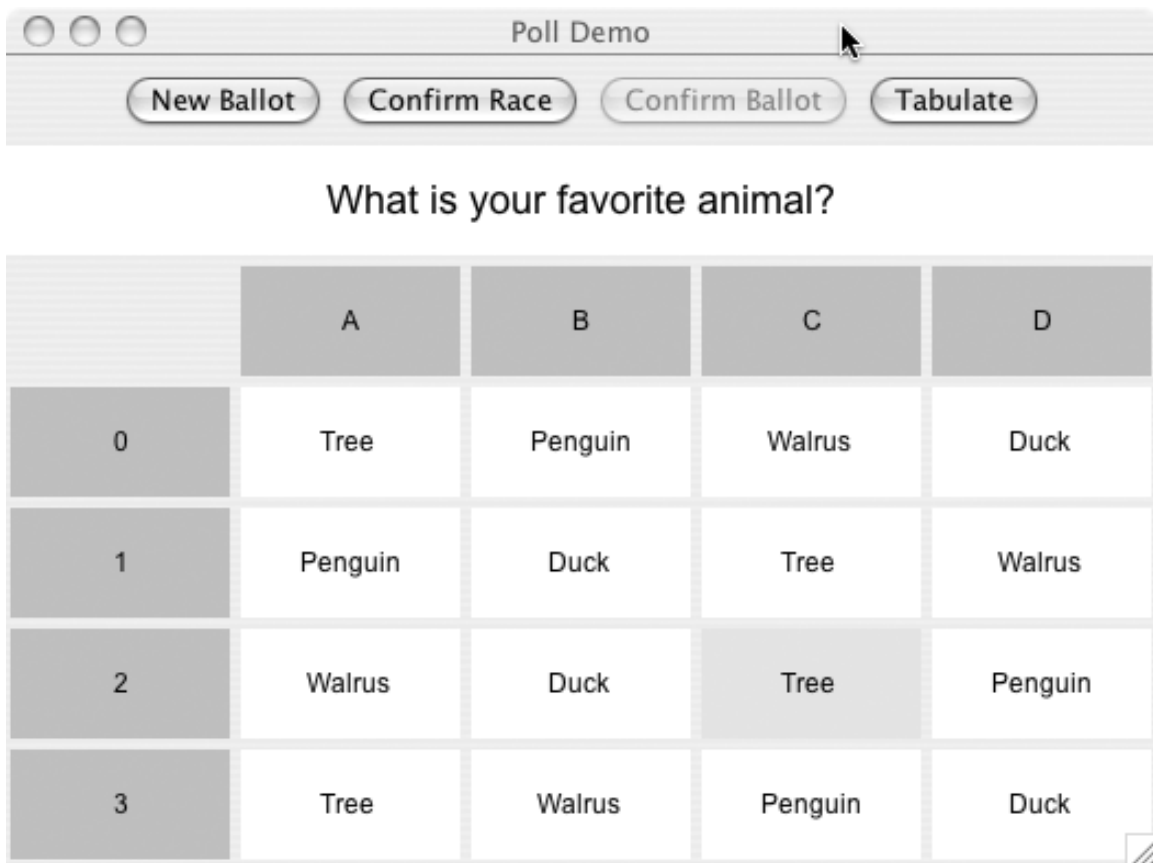 Poll Demo
New Ballot Confirm Race Confirm Ballot Tabulate
What is your favorite animal?
A B C D
0 Tree Penguin Walrus Duck
1 Penguin Duck Tree Walrus
2 Walrus Duck Tree Penguin
3 Tree Walrus Penguin Duck